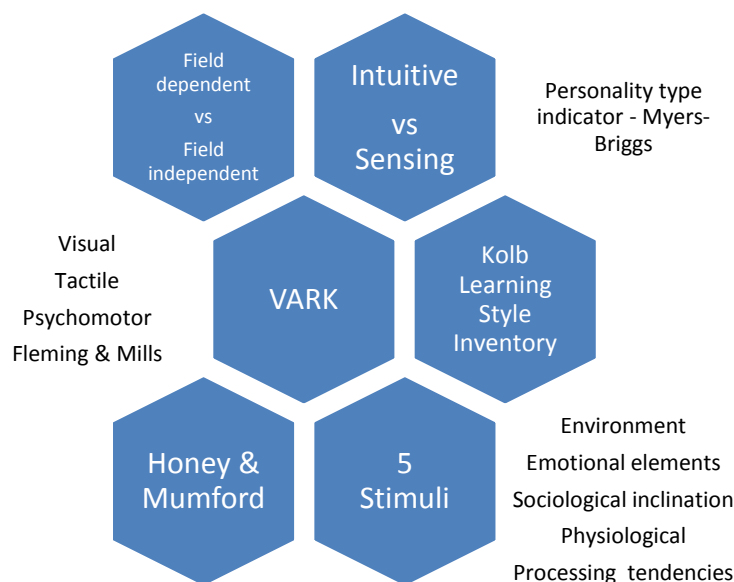 Field
dependent
vs
Field
independent
Intuitive
vs
Sensing
Personality type
indicator - Myers-
Briggs
Visual
Tactile
Psychomotor
Fleming & Mills
VARK
Kolb
Learning
Style
Inventory
Honey &
Mumford
5
Stimuli
Environment
Emotional elements
Sociological inclination
Physiological
Processing tendencies